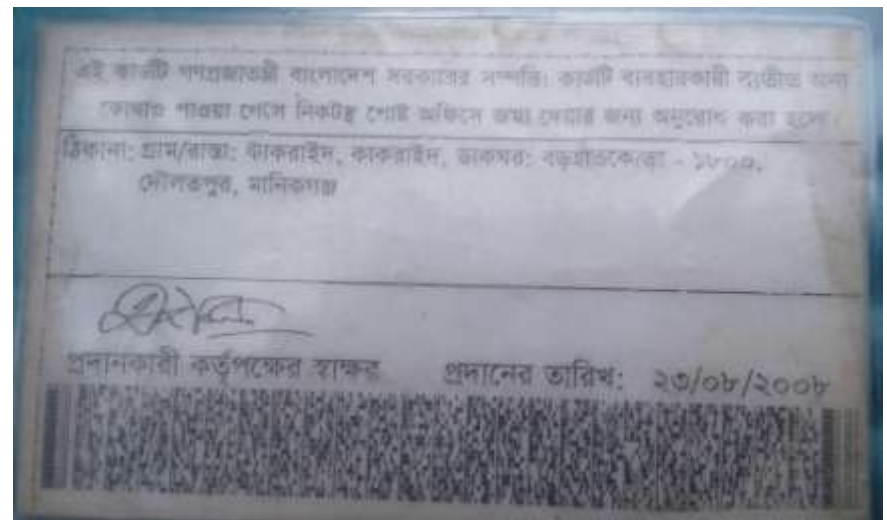 এই কার্ডটি গণপ্রজাতন্ত্রী বাংলাদেশ সরকারের সম্পত্তি। কার্ডটি ব্যবহারকারী ব্যতীত অন্য
কোথাও পাওয়া গেলে নিকটস্থ পোষ্ট অফিসে জমা দেয়ার জন্য অনুরোধ করা হলো।
ঠিকানা: গ্রাম/রাস্তা: কাকরাইদ, কাকরাইদ, ডাকঘর: - ১৮০০,
দৌলতপুর, মানিকগঞ্জ
প্রদানকারী কর্তৃপক্ষের স্বাক্ষর প্রদানের তারিখ: ২৩/০৮/২০০৮